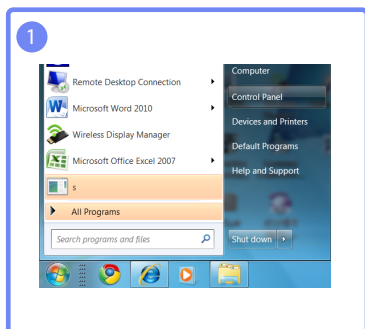 1
Remote Desktop Connection
Microsoft Word 2010
Wireless Display Manager
Microsoft Office Excel 2007
s
All Programs
Search programs and files
Computer
Control Panel
Devices and Printers
Default Programs
Help and Support
Shut down